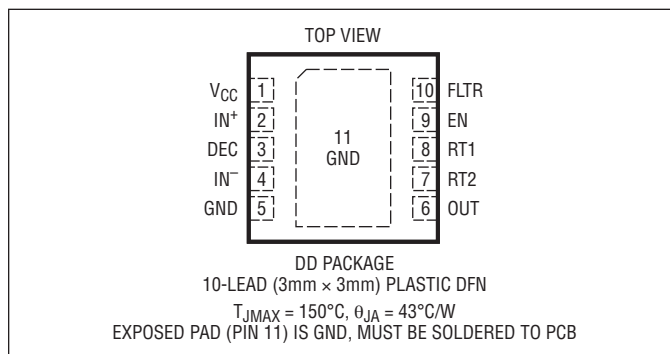 TOP VIEW
VCC 1
IN+ 2
DEC 3
IN− 4
GND 5
11
GND
10 FLTR
9 EN
8 RT1
7 RT2
6 OUT
DD PACKAGE
10-LEAD (3mm × 3mm) PLASTIC DFN
TJMAX = 150°C, θJA = 43°C/W
EXPOSED PAD (PIN 11) IS GND, MUST BE SOLDERED TO PCB